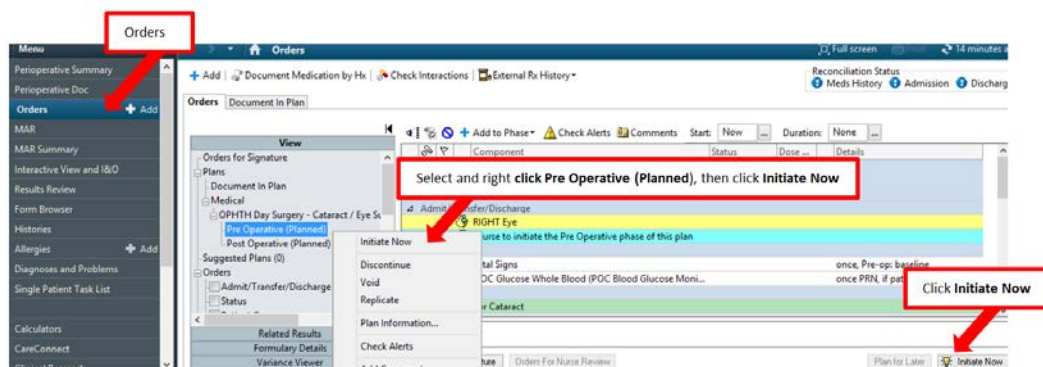 Orders
Menu
Orders
Full screen
Print
14 minutes a
Perioperative Summary
Perioperative Doc
Orders
Add
MAR
MAR Summary
Interactive View and I&O
Results Review
Form Browser
Histories
Allergies
Add
Diagnoses and Problems
Single Patient Task List
Calculators
CareConnect
+ Add
Document Medication by Hx
Check Interactions
External Rx History
Reconciliation Status
Meds History
Admission
Discharg
Orders
Document In Plan
View
Orders for Signature
Plans
Document In Plan
Medical
OPHTH Day Surgery - Cataract / Eye Su
Pre Operative (Planned)
Post Operative (Planned)
Suggested Plans (0)
Orders
Admit/Transfer/Discharge
Status
Related Results
Formulary Details
Variance Viewer
Add to Phase
Check Alerts
Comments
Start:
Now
...
Duration:
None
...
Component
Status
Dose ...
Details
Select and right click Pre Operative (Planned), then click Initiate Now
Admit/
nsfer/Discharge
RIGHT Eye
urse to initiate the Pre Operative phase of this plan
tal Signs
once, Pre-op: baseline
OC Glucose Whole Blood (POC Blood Glucose Moni...
once PRN, if pat
or Cataract
Initiate Now
Discontinue
Void
Replicate
Plan Information...
Check Alerts
Click Initiate Now
ture
Orders For Nurse Review
Plan for Later
Initiate Now